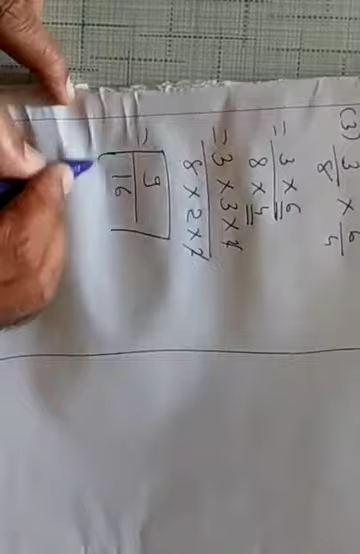 (3) 3/8 × 6/4
= 3 × 6 / 8 × 4
= 3 × 3 × 2 / 8 × 2 × 2
= 9/16